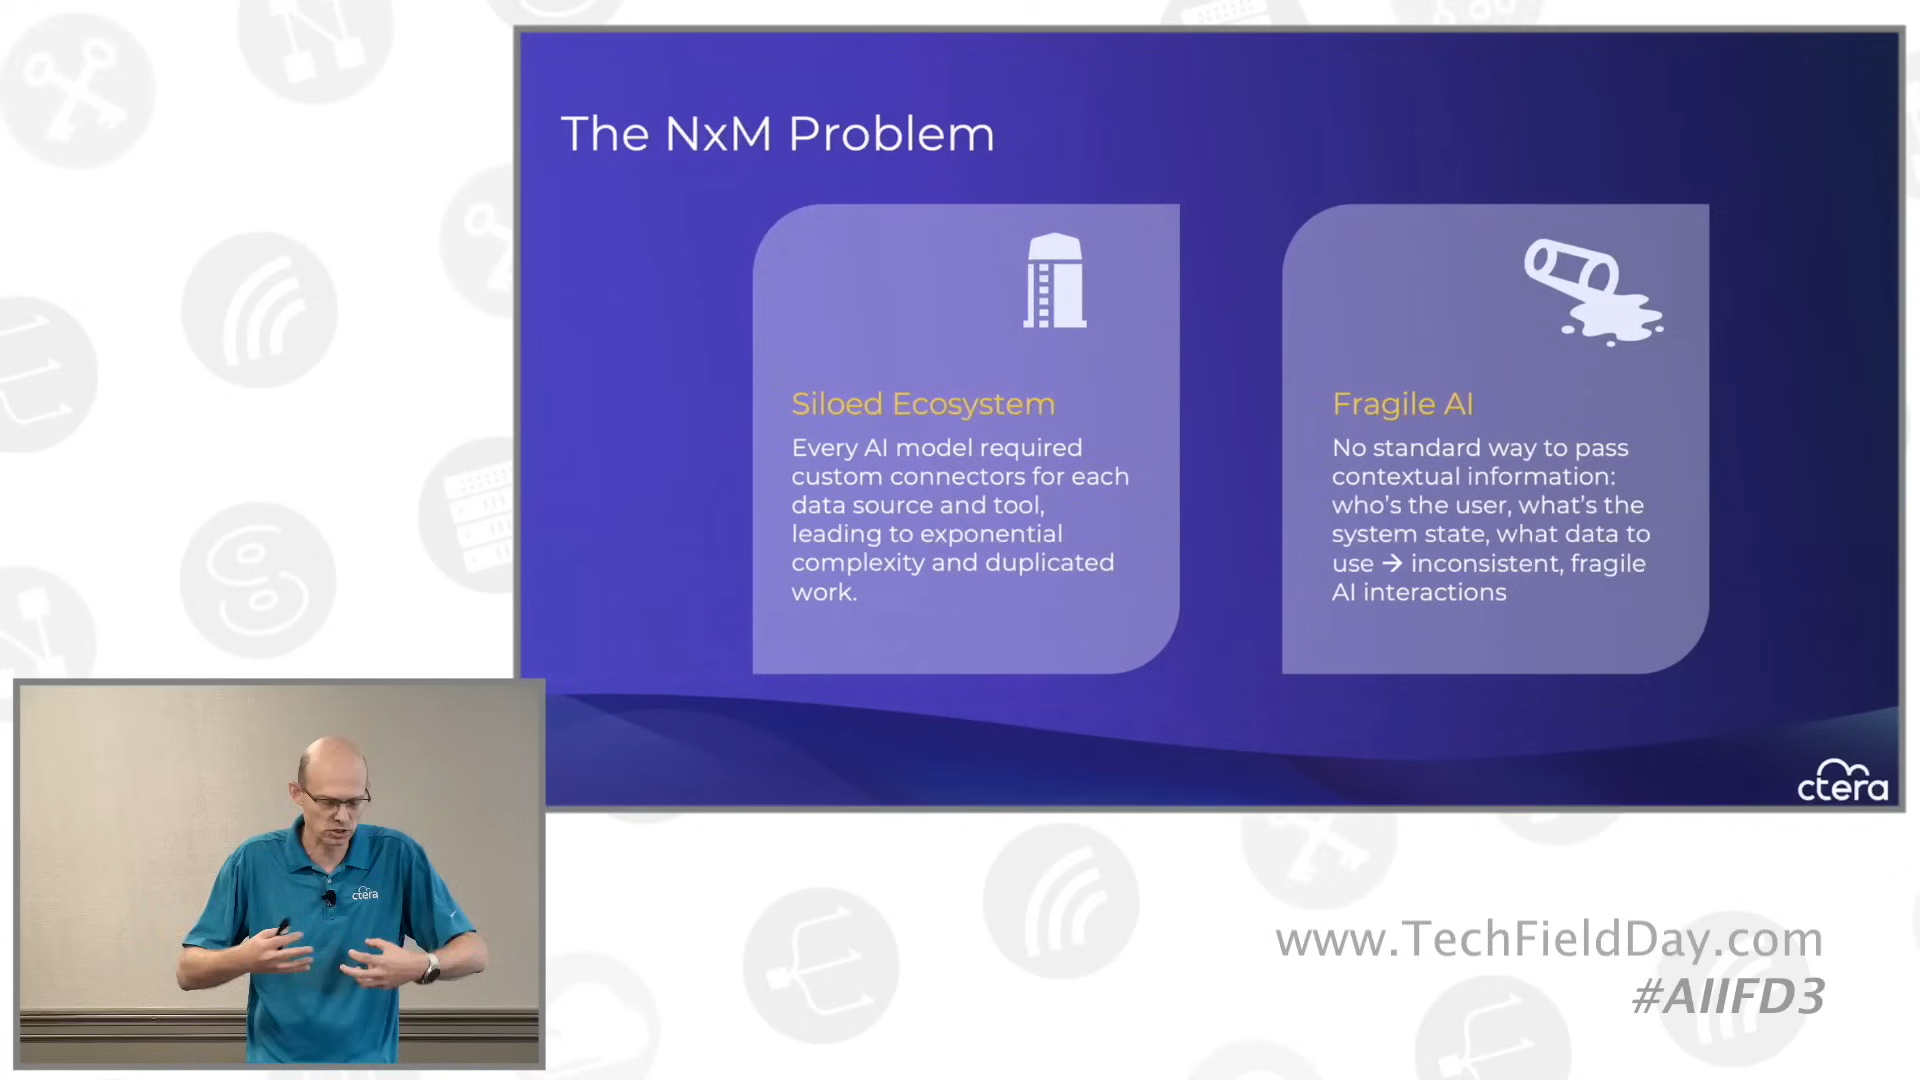 The NxM Problem
Siloed Ecosystem
Every AI model required
custom connectors for each
data source and tool,
leading to exponential
complexity and duplicated
work.
Fragile AI
No standard way to pass
contextual information:
who's the user, what's the
system state, what data to
use → inconsistent, fragile
AI interactions
ctera
ctera
www.TechFieldDay.com
#AIIFD3